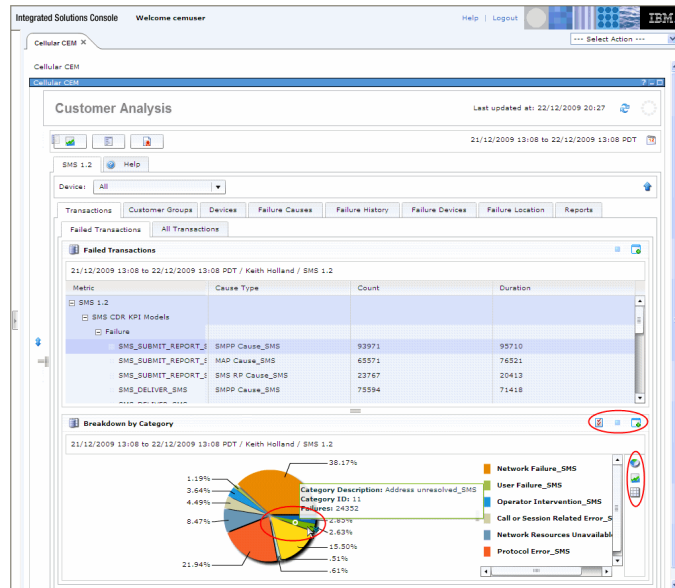 Integrated Solutions Console Welcome cemuser Help | Logout IBM
Cellular CEM X --- Select Action ---
Cellular CEM
Cellular CEM
Customer Analysis Last updated at: 22/12/2009 20:27
21/12/2009 13:08 to 22/12/2009 13:08 PDT
SMS 1.2 Help
Device: All
Transactions Customer Groups Devices Failure Causes Failure History Failure Devices Failure Location Reports
Failed Transactions All Transactions
Failed Transactions
21/12/2009 13:08 to 22/12/2009 13:08 PDT / Keith Holland / SMS 1.2
Metric Cause Type Count Duration
SMS 1.2
SMS CDR KPI Models
Failure
SMS_SUBMIT_REPORT_S SMPP Cause_SMS 93971 95710
SMS_SUBMIT_REPORT_S MAP Cause_SMS 65571 76521
SMS_SUBMIT_REPORT_S SMS RP Cause_SMS 23767 20413
SMS_DELIVER_SMS SMPP Cause_SMS 75594 71418
Breakdown by Category
21/12/2009 13:08 to 22/12/2009 13:08 PDT / Keith Holland / SMS 1.2
38.17%
1.19%
3.64%
4.49%
8.47%
21.94%
Category Description: Address unresolved_SMS
Category ID: 11
Failures: 24352
2.85%
2.63%
15.50%
.51%
.61%
Network Failure_SMS
User Failure_SMS
Operator Intervention_SMS
Call or Session Related Error_S
Network Resources Unavailabl
Protocol Error_SMS